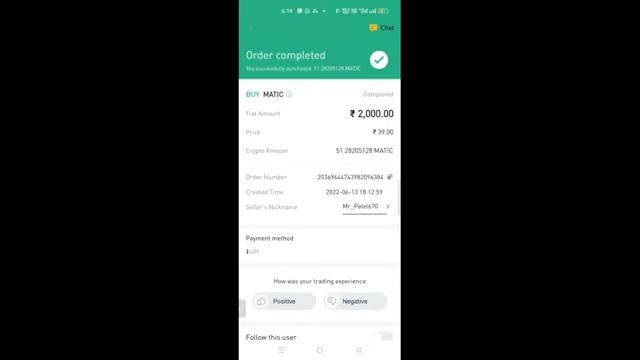 6:19
Chat
Order completed
You successfully purchased 51.28205128 MATIC.
BUY MATIC
Completed
Fiat Amount
₹ 2,000.00
Price
₹ 39.00
Crypto Amount
51.28205128 MATIC
Order Number
20369644743982096384
Created Time
2022-06-13 18:12:59
Seller's Nickname
Mr_Patel670
Payment method
UPI
How was your trading experience
Positive
Negative
Follow this user